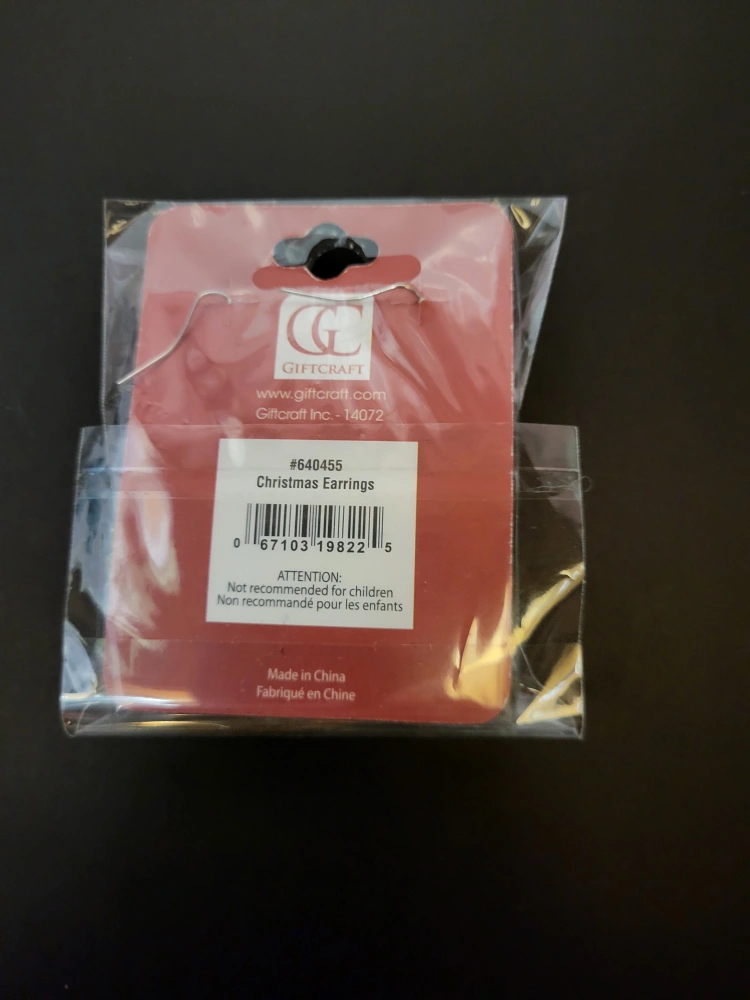 GC
GIFTCRAFT
www.giftcraft.com
Giftcraft Inc. - 14072
#640455
Christmas Earrings
0 67103 19822 5
ATTENTION:
Not recommended for children
Non recommandé pour les enfants
Made in China
Fabriqué en Chine